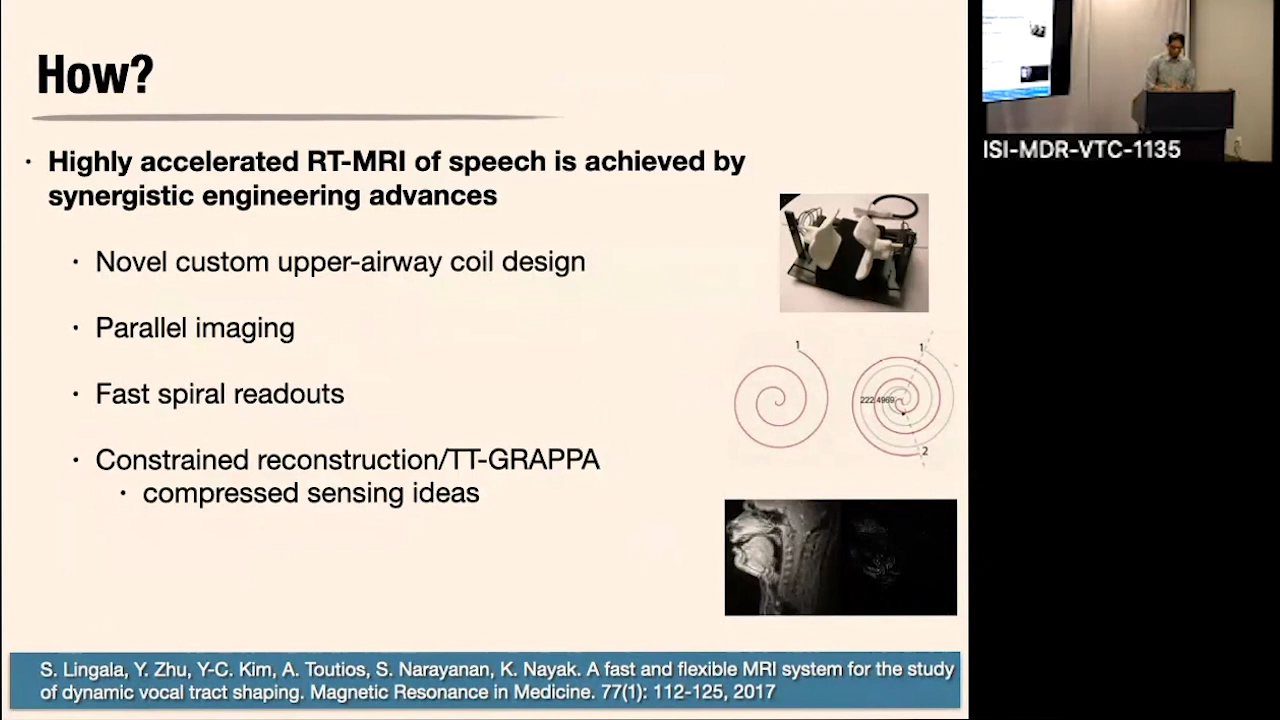 How?
· Highly accelerated RT-MRI of speech is achieved by
synergistic engineering advances
· Novel custom upper-airway coil design
· Parallel imaging
· Fast spiral readouts
· Constrained reconstruction/TT-GRAPPA
· compressed sensing ideas
1
1
222.4969
2
S. Lingala, Y. Zhu, Y-C. Kim, A. Toutios, S. Narayanan, K. Nayak. A fast and flexible MRI system for the study
of dynamic vocal tract shaping. Magnetic Resonance in Medicine. 77(1): 112-125, 2017
ISI-MDR-VTC-1135